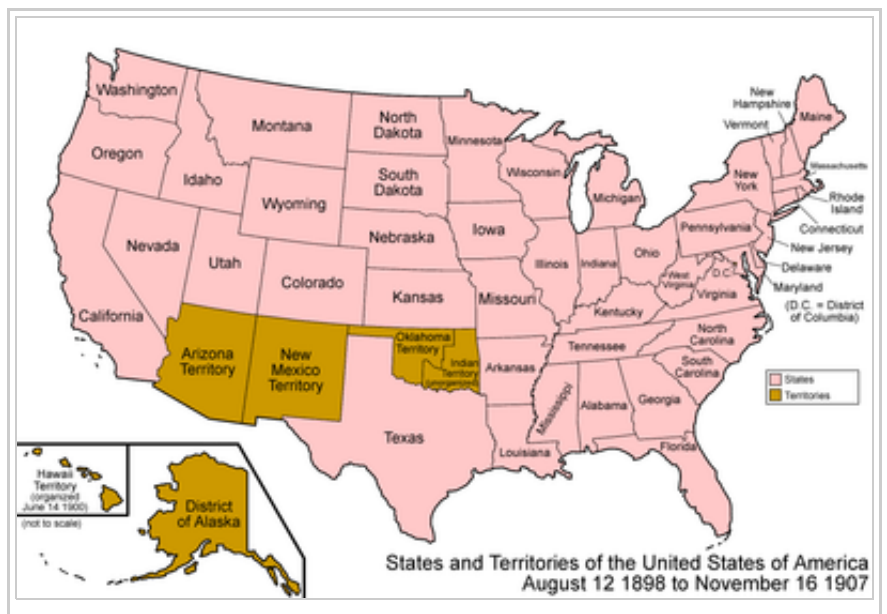 Washington
Oregon
California
Nevada
Idaho
Montana
Wyoming
Utah
Colorado
Arizona
Territory
New
Mexico
Territory
North
Dakota
South
Dakota
Nebraska
Kansas
Oklahoma
Territory
Indian
Territory
(unorganized)
Texas
Minnesota
Iowa
Missouri
Arkansas
Louisiana
Wisconsin
Illinois
Michigan
Indiana
Ohio
Kentucky
Tennessee
Mississippi
Alabama
Georgia
Florida
South
Carolina
North
Carolina
Virginia
West
Virginia
D.C.
Pennsylvania
New
York
Vermont
New
Hampshire
Maine
Massachusetts
Rhode
Island
Connecticut
New Jersey
Delaware
Maryland
(D.C. = District
of Columbia)
States
Territories
Hawaii
Territory
(organized
June 14 1900)
(not to scale)
District
of Alaska
States and Territories of the United States of America
August 12 1898 to November 16 1907